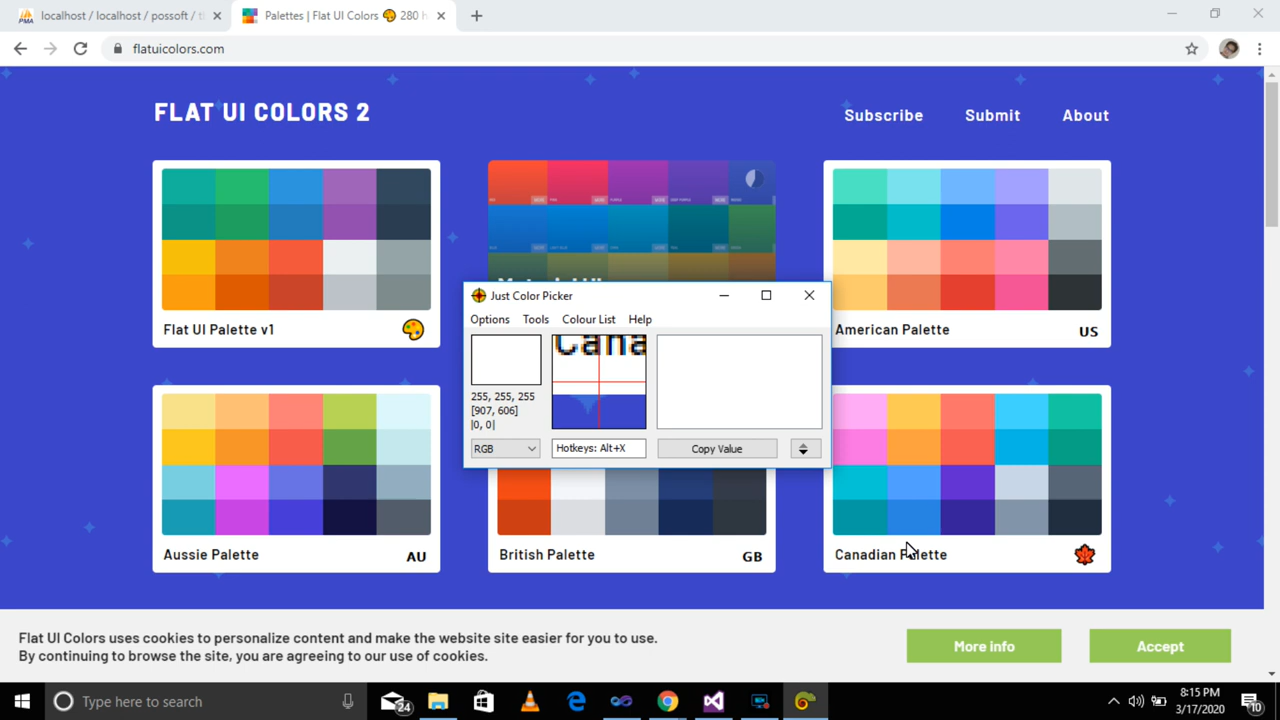 localhost / localhost / possoft / t
Palettes | Flat UI Colors 🎨 280 h
flatuicolors.com
FLAT UI COLORS 2
Subscribe
Submit
About
Flat UI Palette v1
American Palette
US
Just Color Picker
Options
Tools
Colour List
Help
Cana
255, 255, 255
[907, 606]
|0, 0|
RGB
Hotkeys: Alt+X
Copy Value
Aussie Palette
AU
British Palette
GB
Canadian Palette
Flat UI Colors uses cookies to personalize content and make the website site easier for you to use.
By continuing to browse the site, you are agreeing to our use of cookies.
More info
Accept
Type here to search
24
8:15 PM
3/17/2020
10